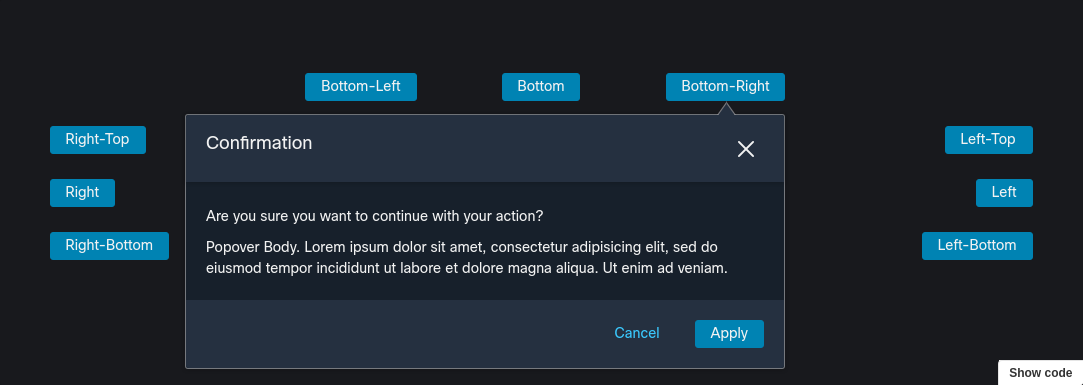 Bottom-Left
Bottom
Bottom-Right
Right-Top
Left-Top
Right
Left
Right-Bottom
Left-Bottom
Confirmation
Are you sure you want to continue with your action?
Popover Body. Lorem ipsum dolor sit amet, consectetur adipisicing elit, sed do
eiusmod tempor incididunt ut labore et dolore magna aliqua. Ut enim ad veniam.
Cancel
Apply
Show code